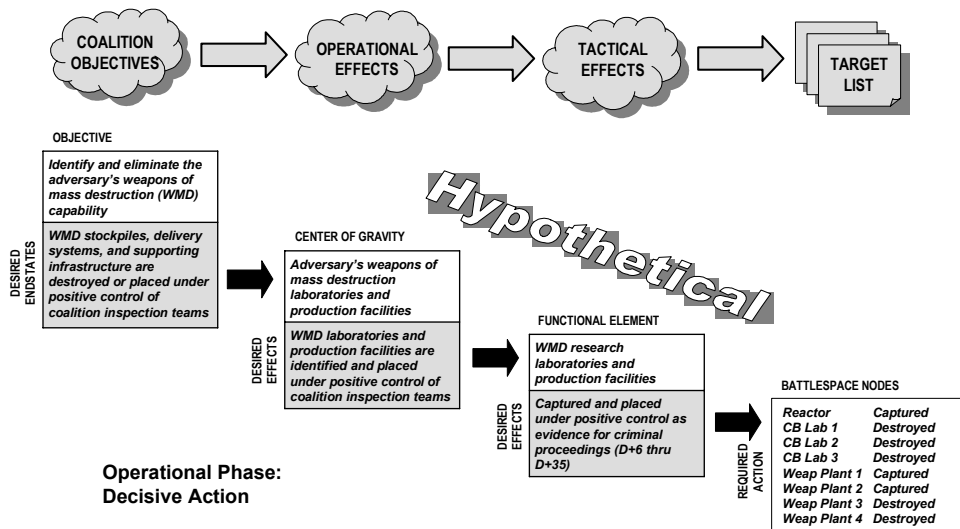 COALITION
OBJECTIVES
OPERATIONAL
EFFECTS
TACTICAL
EFFECTS
TARGET
LIST
OBJECTIVE
Identify and eliminate the
adversary's weapons of
mass destruction (WMD)
capability
DESIRED
ENDSTATES
WMD stockpiles, delivery
systems, and supporting
infrastructure are
destroyed or placed under
positive control of
coalition inspection teams
Hypothetical
CENTER OF GRAVITY
Adversary's weapons of
mass destruction
laboratories and
production facilities
DESIRED
EFFECTS
WMD laboratories and
production facilities are
identified and placed
under positive control of
coalition inspection teams
FUNCTIONAL ELEMENT
WMD research
laboratories and
production facilities
DESIRED
EFFECTS
Captured and placed
under positive control as
evidence for criminal
proceedings (D+6 thru
D+35)
BATTLESPACE NODES
REQUIRED
ACTION
Reactor Captured
CB Lab 1 Destroyed
CB Lab 2 Destroyed
CB Lab 3 Destroyed
Weap Plant 1 Captured
Weap Plant 2 Captured
Weap Plant 3 Destroyed
Weap Plant 4 Destroyed
Operational Phase:
Decisive Action